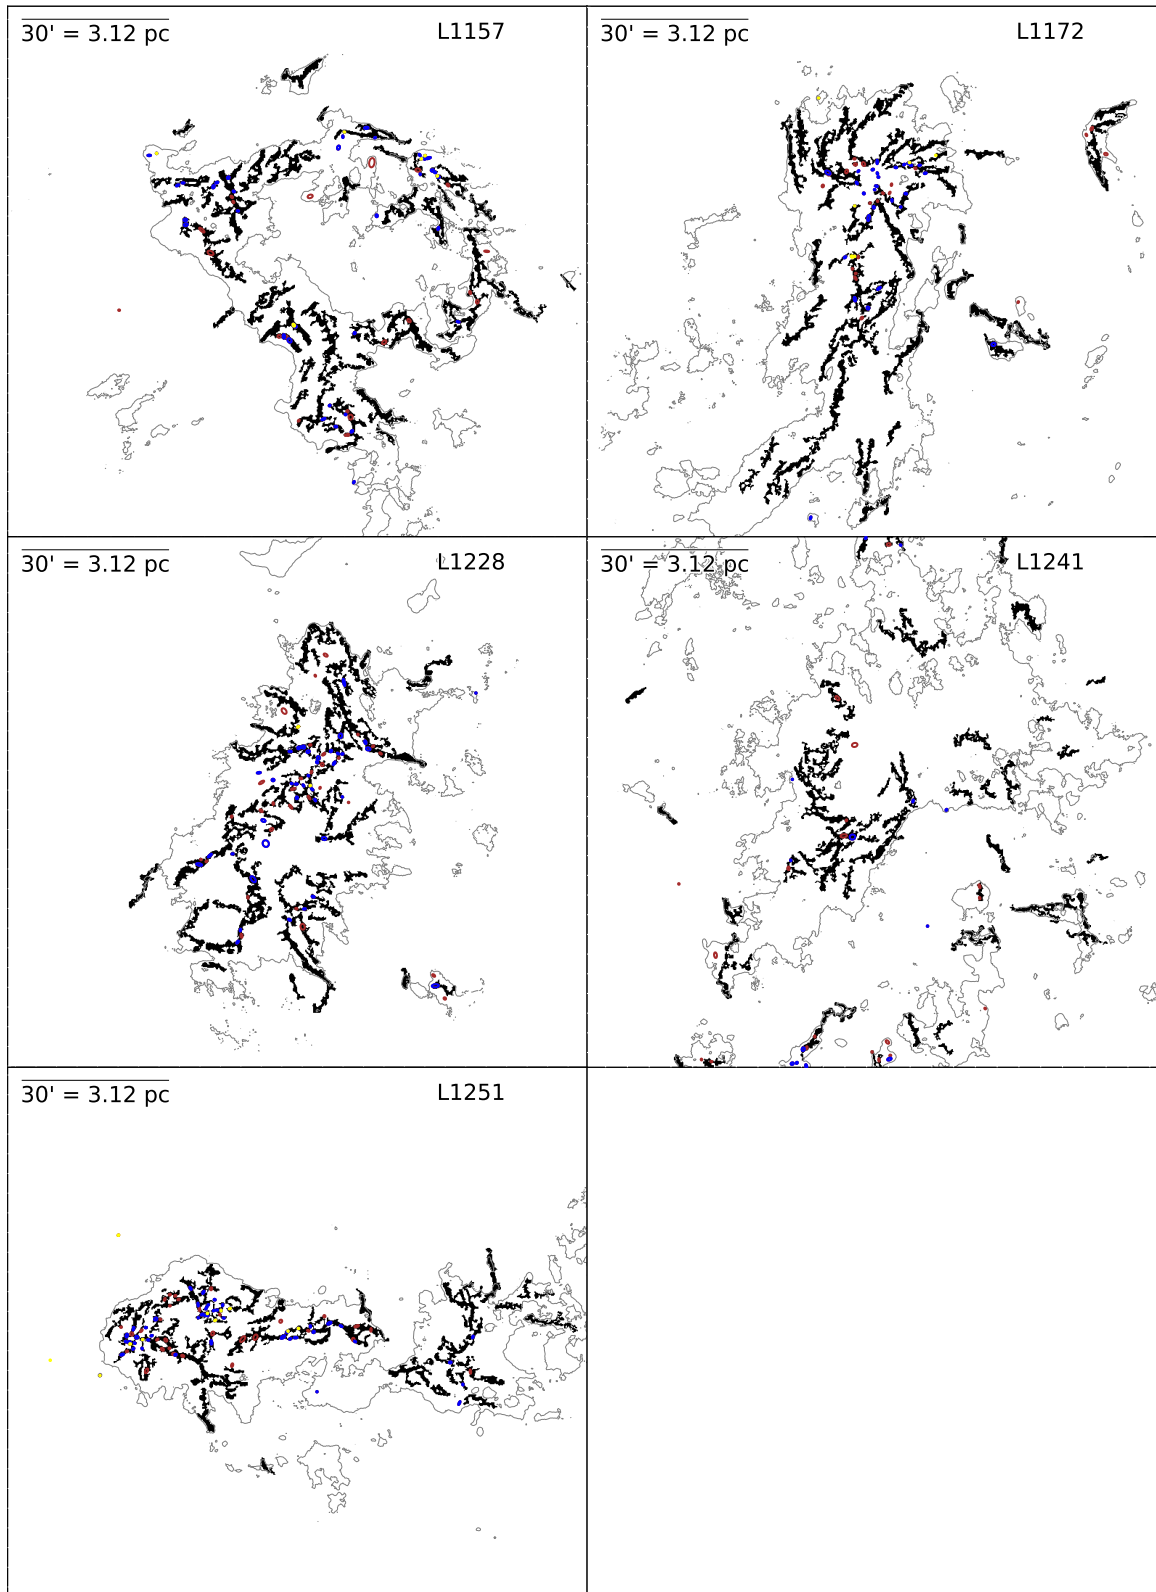 30' = 3.12 pc L1157
30' = 3.12 pc L1172
30' = 3.12 pc L1228
30' = 3.12 pc L1241
30' = 3.12 pc L1251